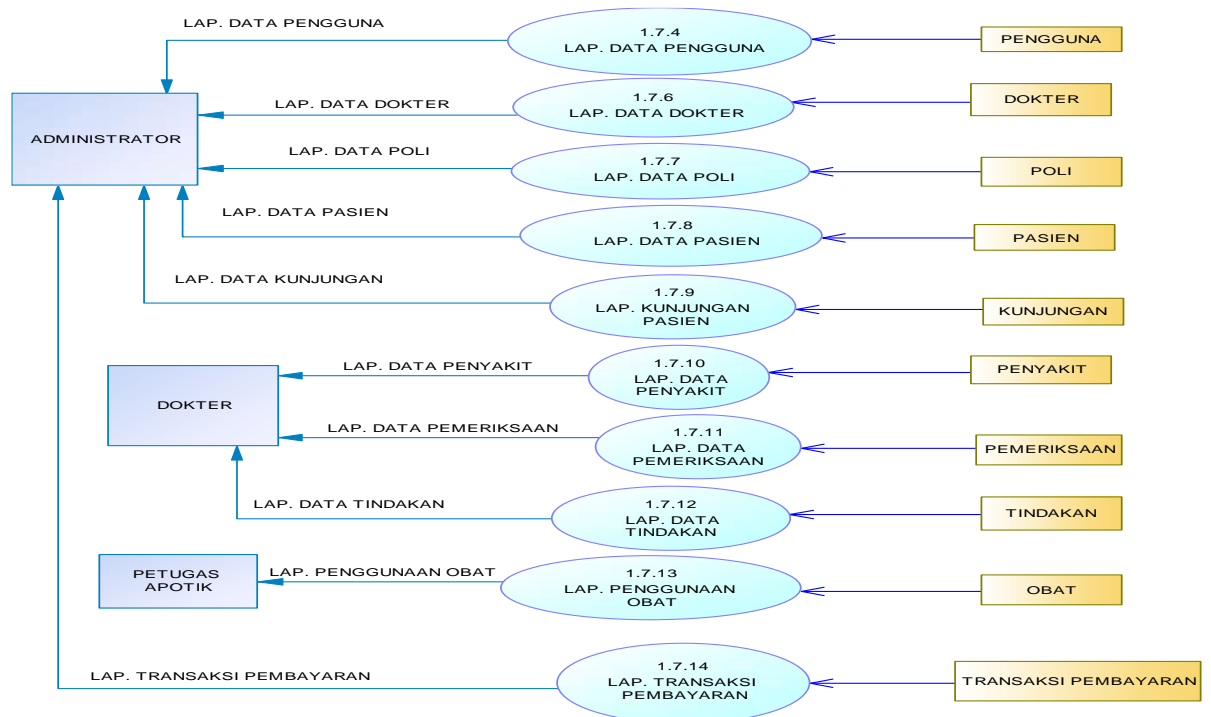 LAP. DATA PENGGUNA
1.7.4
LAP. DATA PENGGUNA
PENGGUNA
ADMINISTRATOR
LAP. DATA DOKTER
1.7.6
LAP. DATA DOKTER
DOKTER
LAP. DATA POLI
1.7.7
LAP. DATA POLI
POLI
LAP. DATA PASIEN
1.7.8
LAP. DATA PASIEN
PASIEN
LAP. DATA KUNJUNGAN
1.7.9
LAP. KUNJUNGAN
PASIEN
KUNJUNGAN
DOKTER
LAP. DATA PENYAKIT
1.7.10
LAP. DATA
PENYAKIT
PENYAKIT
LAP. DATA PEMERIKSAAN
1.7.11
LAP. DATA
PEMERIKSAAN
PEMERIKSAAN
LAP. DATA TINDAKAN
1.7.12
LAP. DATA
TINDAKAN
TINDAKAN
PETUGAS
APOTIK
LAP. PENGGUNAAN OBAT
1.7.13
LAP. PENGGUNAAN
OBAT
OBAT
LAP. TRANSAKSI PEMBAYARAN
1.7.14
LAP. TRANSAKSI
PEMBAYARAN
TRANSAKSI PEMBAYARAN